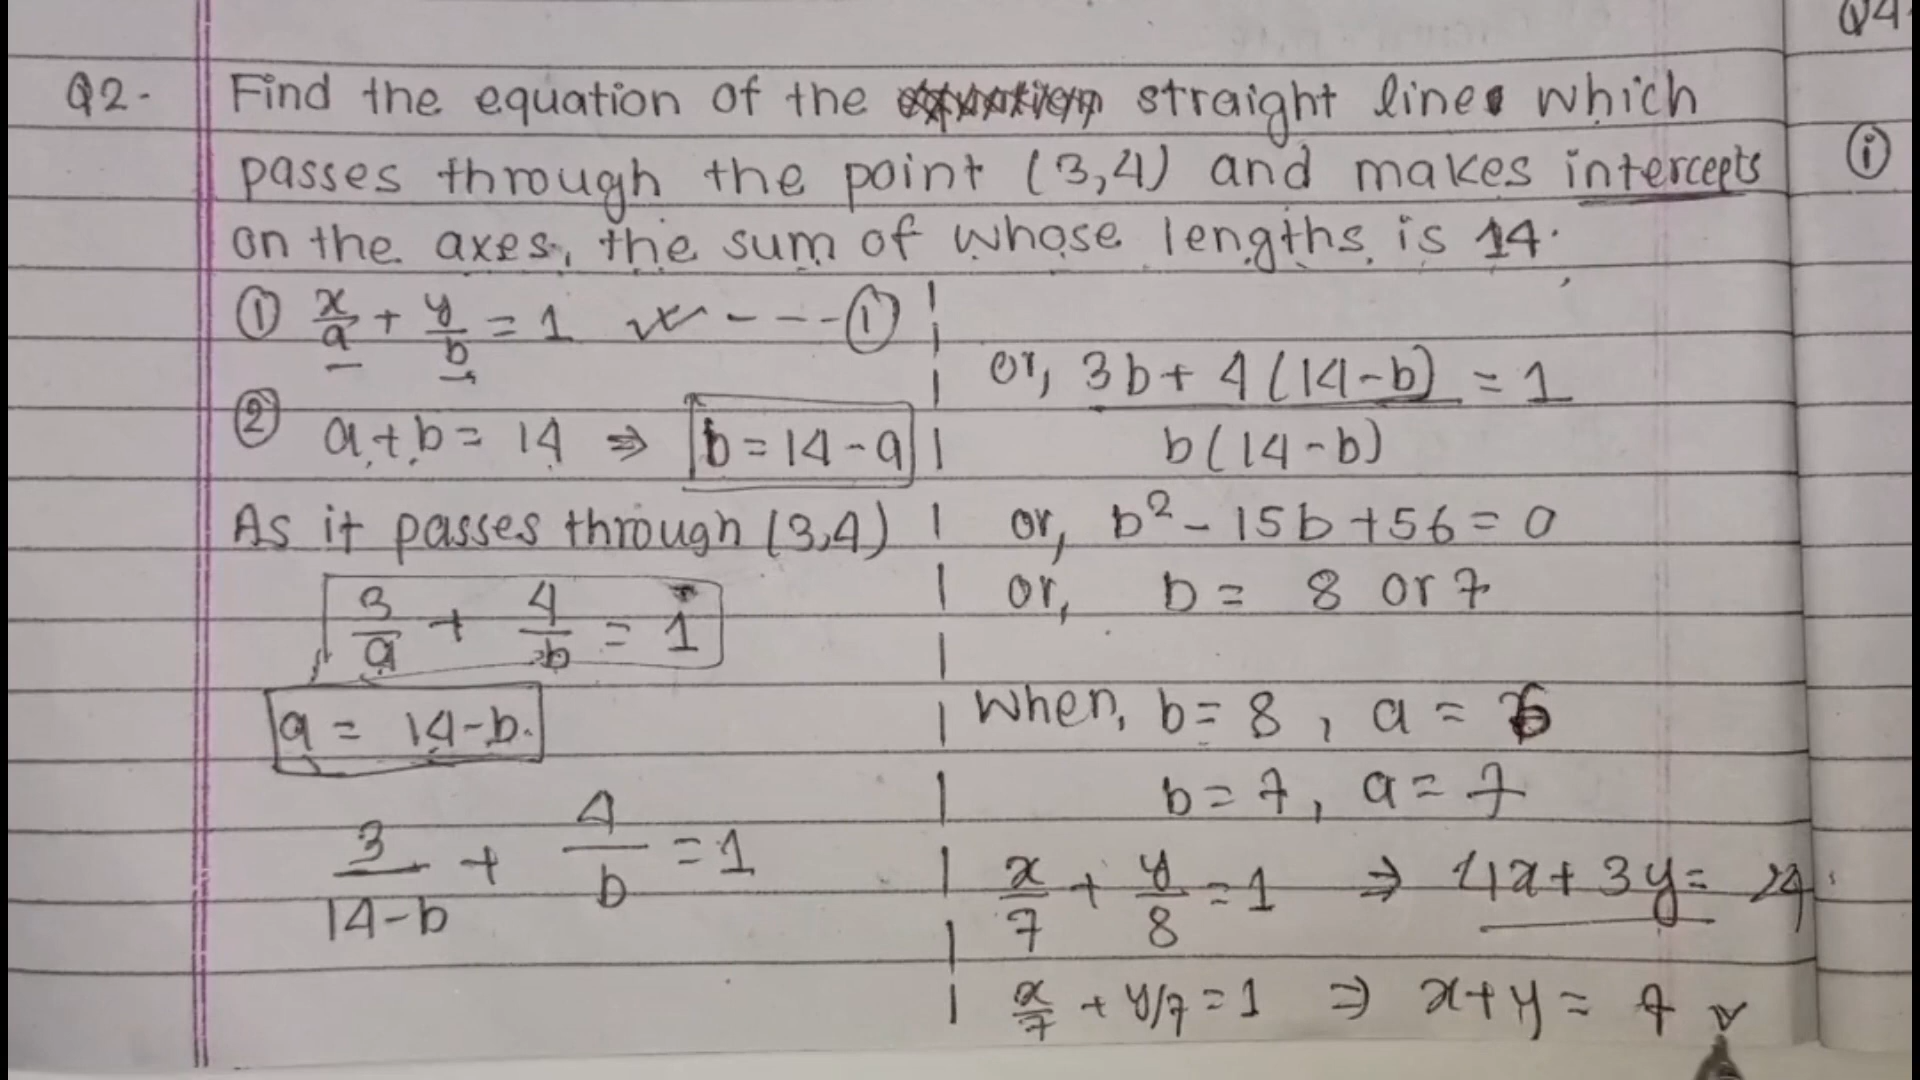 Q4
Q2. Find the equation of the straight line which
passes through the point (3,4) and makes intercepts
on the axes, the sum of whose lengths is 14.
① x/a + y/b = 1 ---- ①
② a+b = 14 ⇒ b = 14-a
As it passes through (3,4)
3/a + 4/b = 1
a = 14-b.
3/14-b + 4/b = 1
or, 3b + 4(14-b) / b(14-b) = 1
or, b² - 15b + 56 = 0
or, b = 8 or 7
When, b = 8, a = 6
b = 7, a = 7
x/7 + y/8 = 1 ⇒ 4x + 3y = 24
x/7 + y/7 = 1 ⇒ x+y = 7
ⓘ